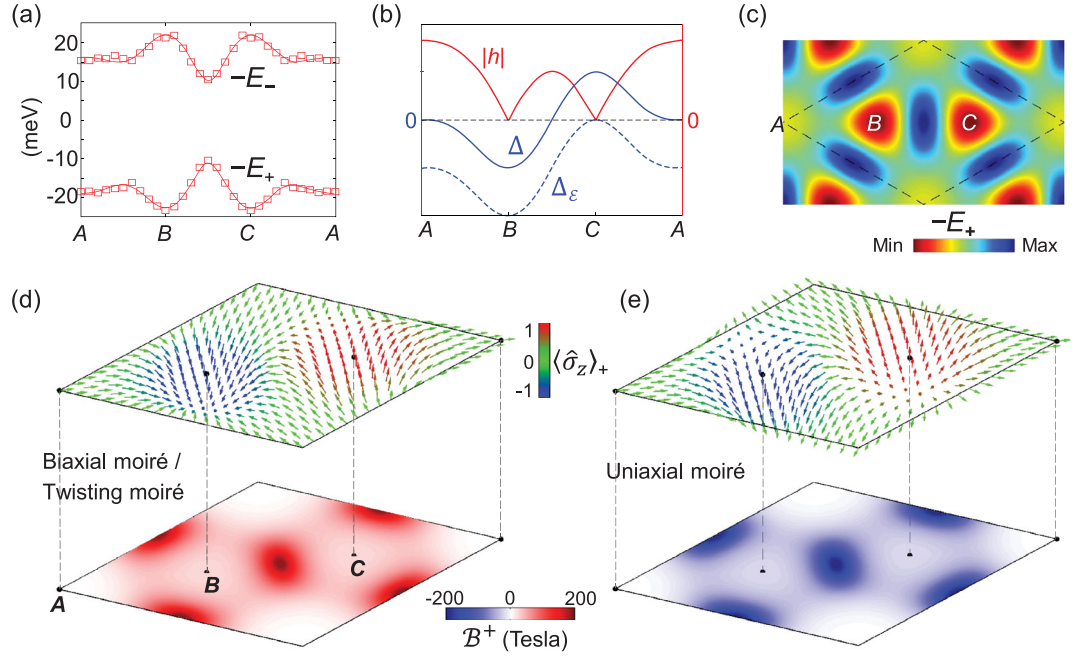 (a)
20
10
0
-10
-20
(meV)
−E₋
−E₊
A B C A
(b)
|h|
0
0
Δ
Δ_ε
A B C A
(c)
A
B
C
−E₊
Min Max
(d)
1
0
-1
⟨σ̂_z⟩₊
Biaxial moiré /
Twisting moiré
A
B
C
-200 0 200
ℬ⁺ (Tesla)
(e)
Uniaxial moiré